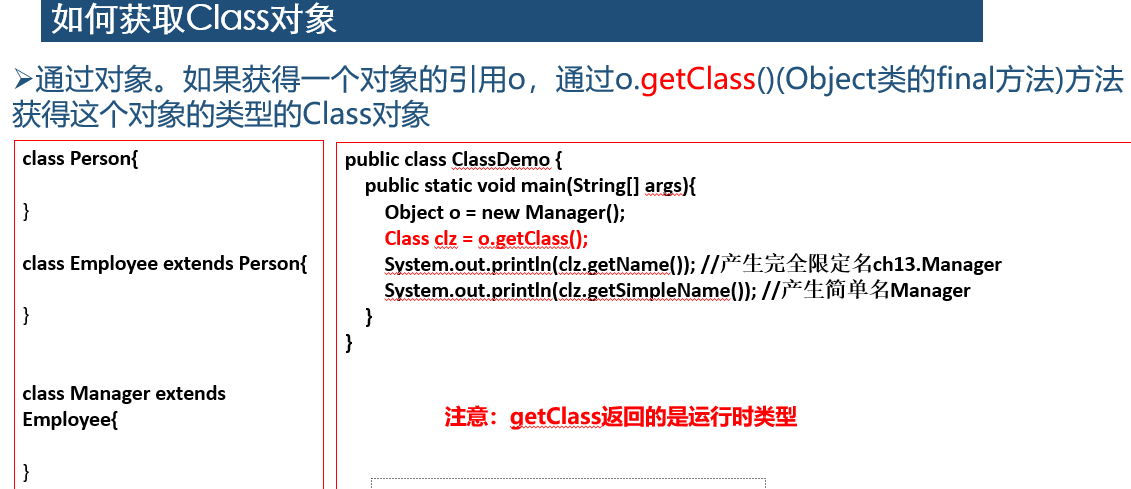 如何获取Class对象
➢通过对象。如果获得一个对象的引用o，通过o.getClass()(Object类的final方法)方法
获得这个对象的类型的Class对象
class Person{
}
class Employee extends Person{
}
class Manager extends
Employee{
}
public class ClassDemo {
public static void main(String[] args){
Object o = new Manager();
Class clz = o.getClass();
System.out.println(clz.getName()); //产生完全限定名ch13.Manager
System.out.println(clz.getSimpleName()); //产生简单名Manager
}
}
注意：getClass返回的是运行时类型